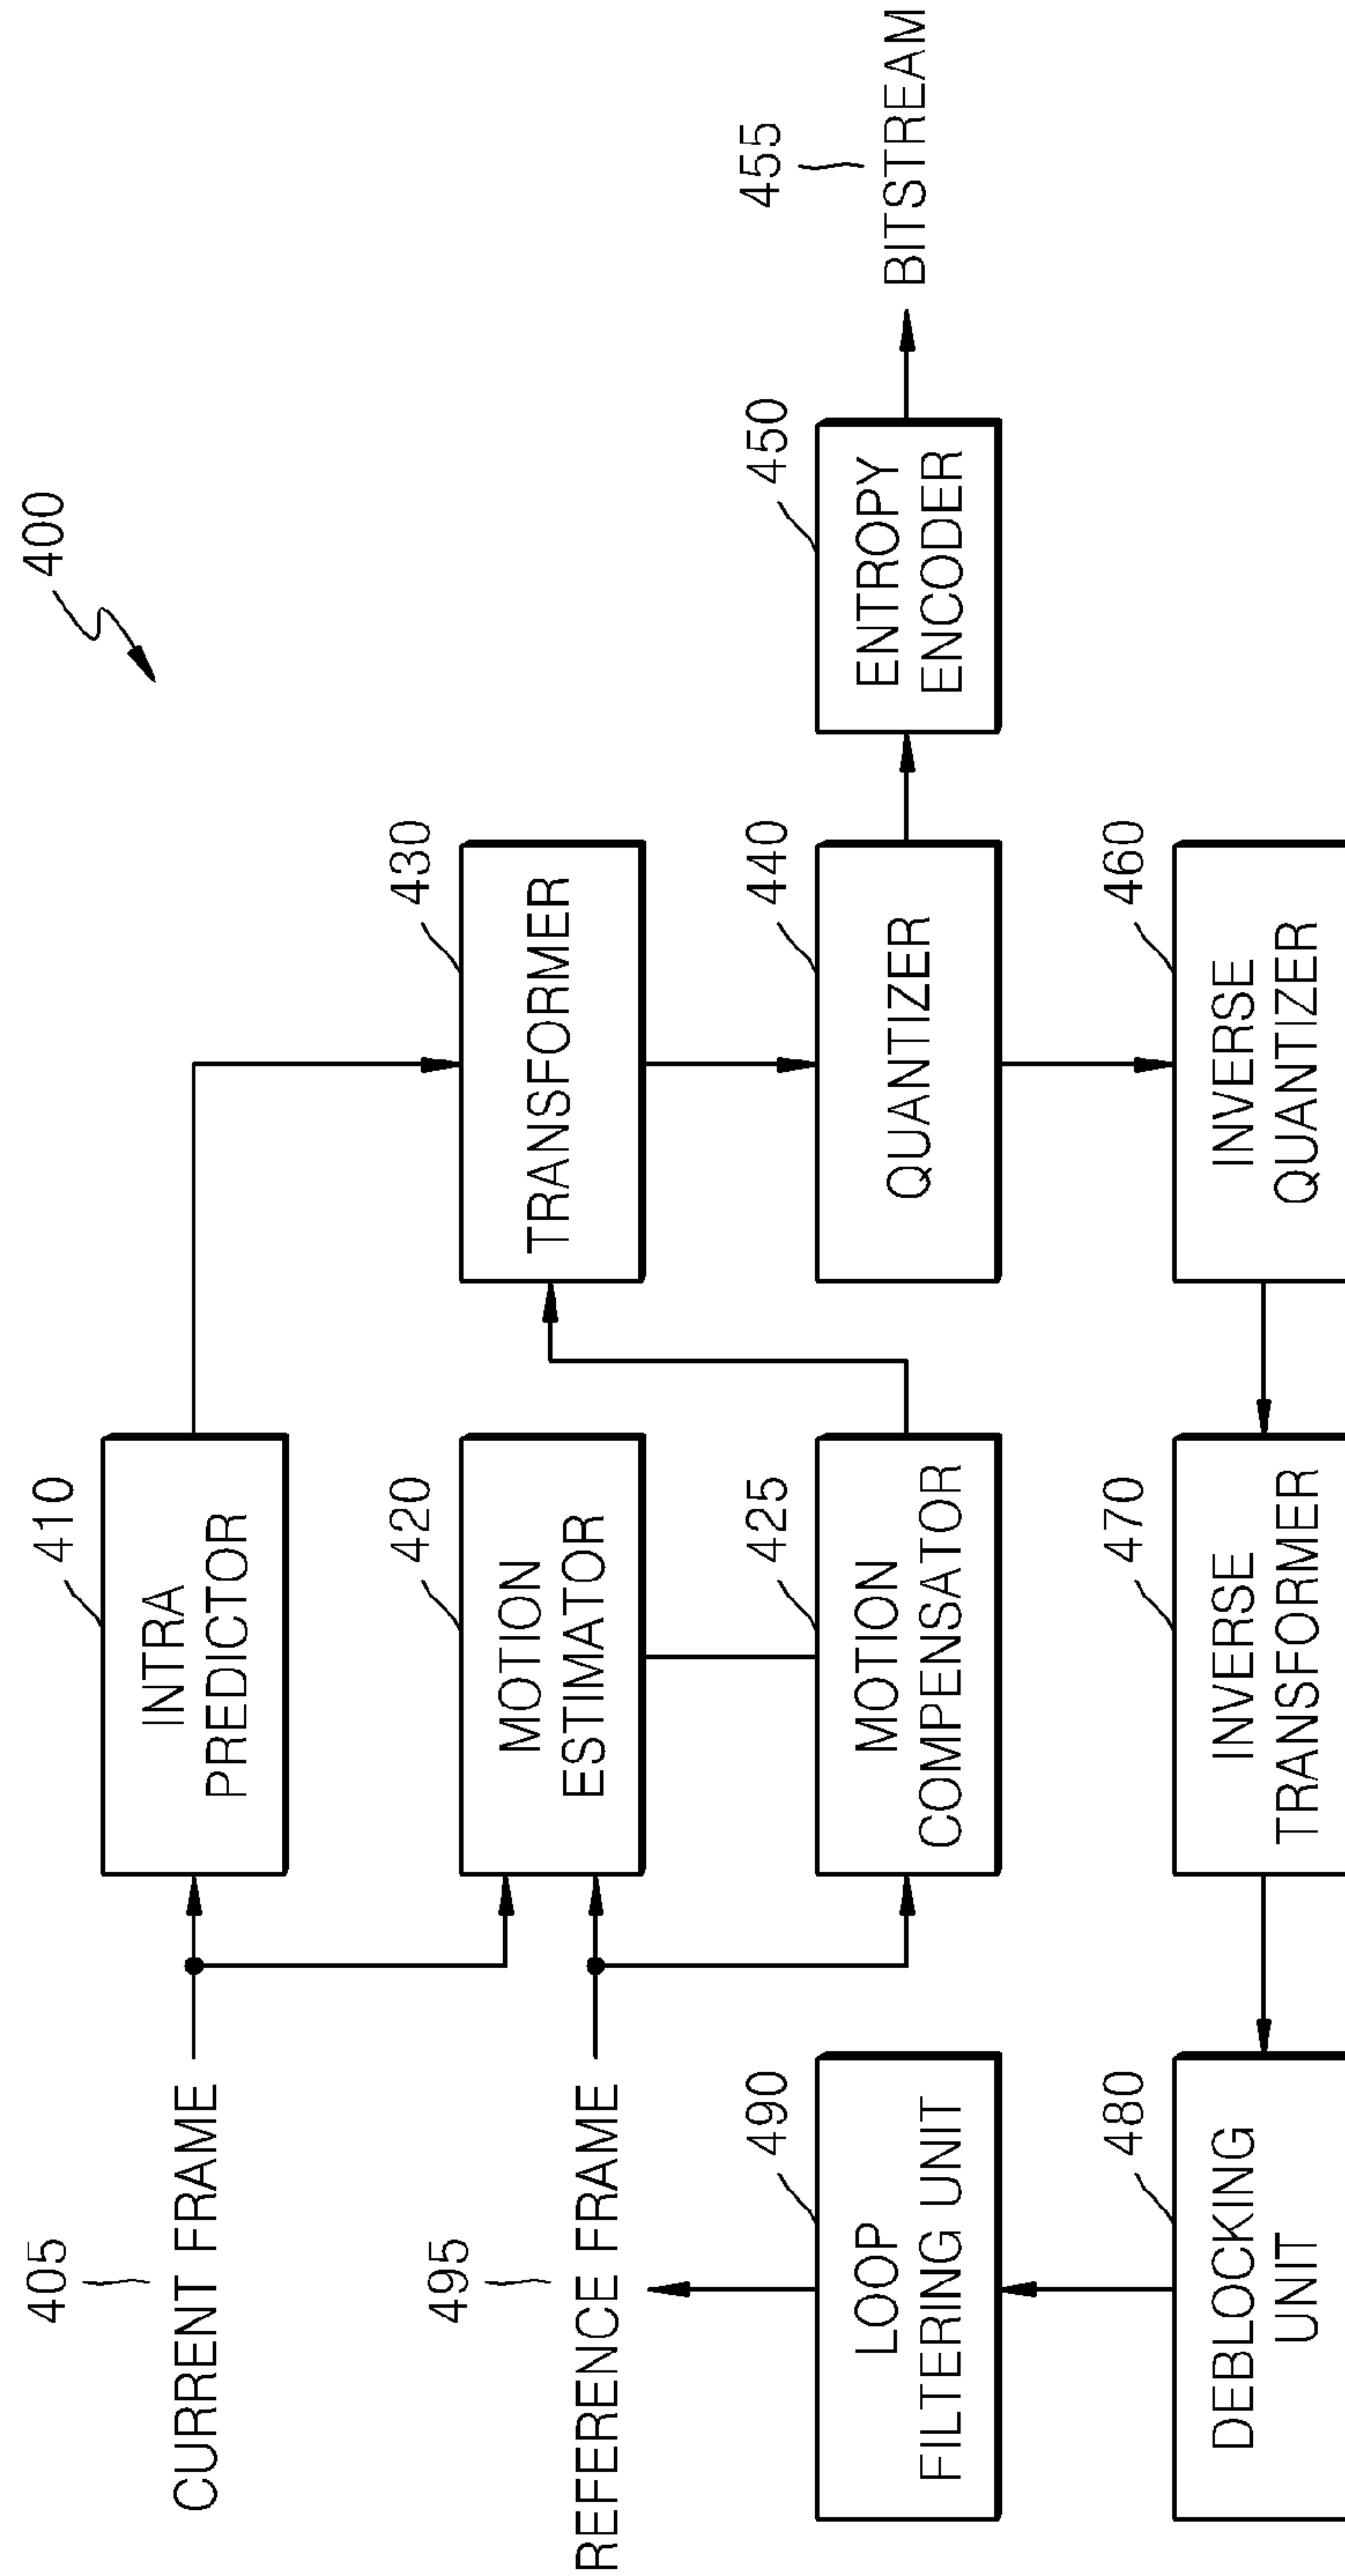 400
405
CURRENT FRAME
410
INTRA
PREDICTOR
495
REFERENCE FRAME
420
MOTION
ESTIMATOR
430
TRANSFORMER
490
LOOP
FILTERING UNIT
425
MOTION
COMPENSATOR
440
QUANTIZER
450
ENTROPY
ENCODER
455
BITSTREAM
480
DEBLOCKING
UNIT
470
INVERSE
TRANSFORMER
460
INVERSE
QUANTIZER